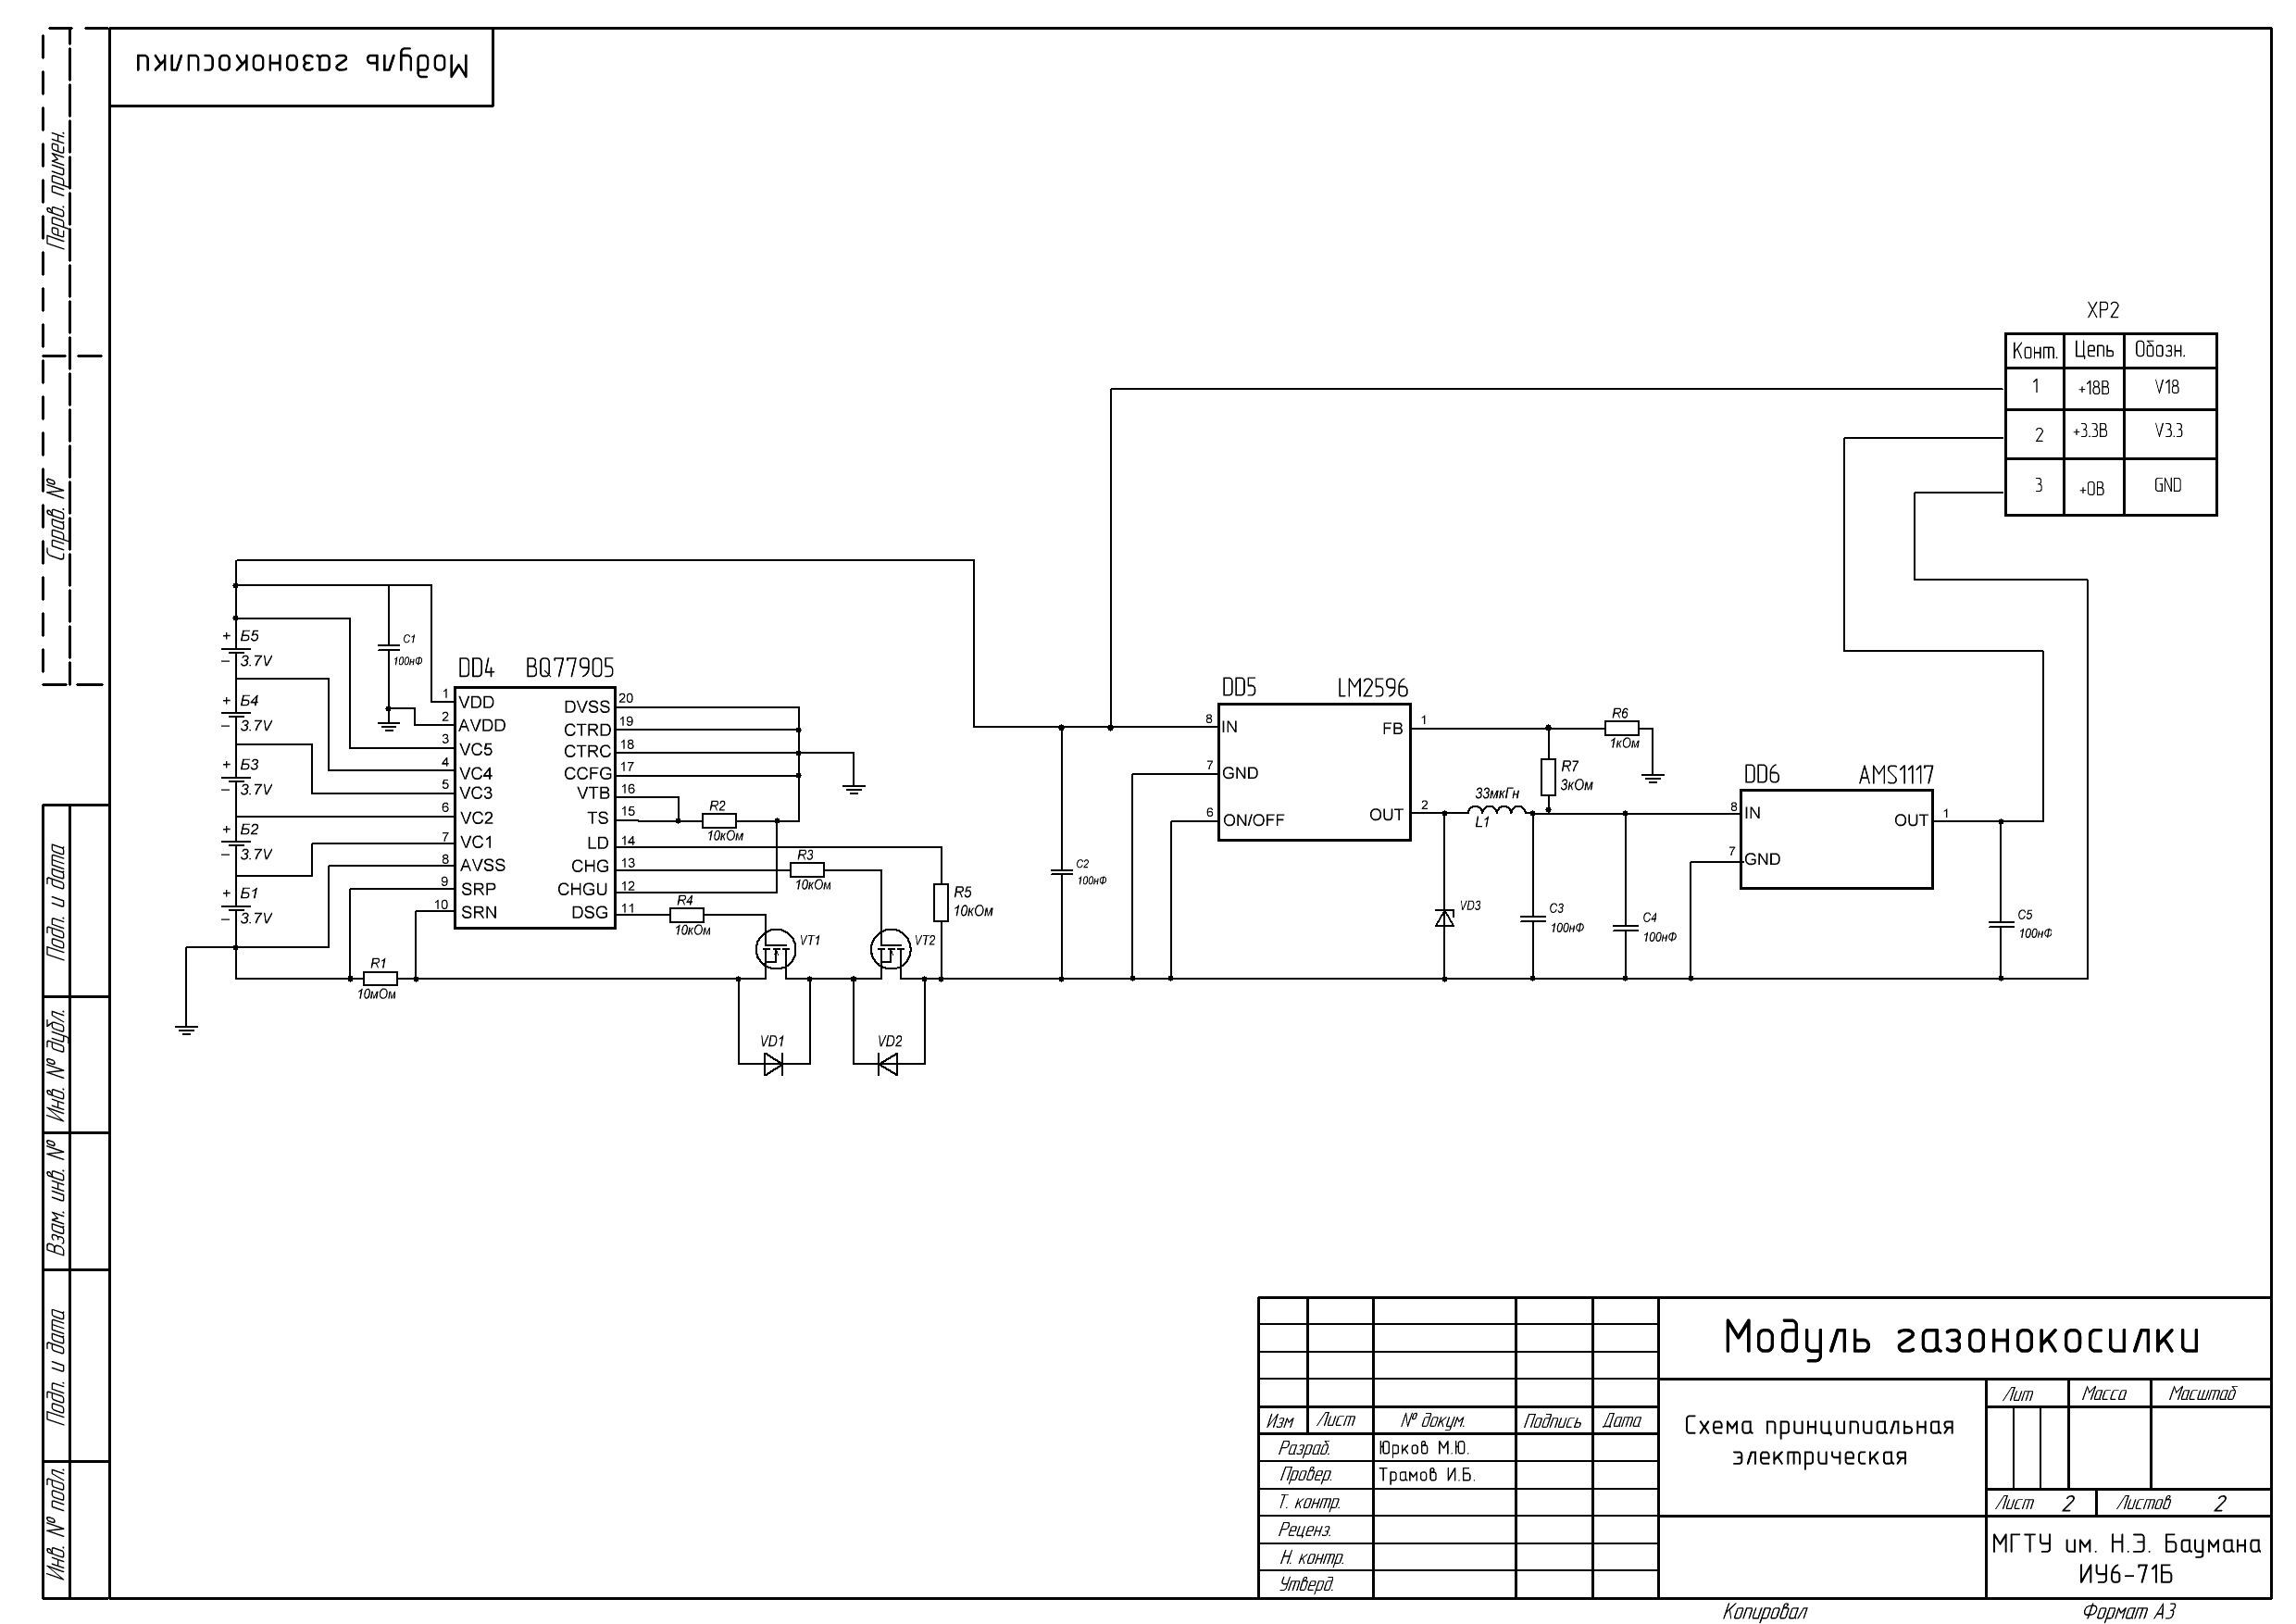 Модуль газонокосилки
Перв. примен.
Справ. №
Подп. и дата
Инв. № дубл.
Взам. инв. №
Подп. и дата
Инв. № подл.
XP2
Конт. Цепь Обозн.
1 +18В V18
2 +3.3В V3.3
3 +0В GND
+ Б5
– 3.7V
+ Б4
– 3.7V
+ Б3
– 3.7V
+ Б2
– 3.7V
+ Б1
– 3.7V
C1
100нФ
DD4 BQ77905
1 VDD
2 AVDD
3 VC5
4 VC4
5 VC3
6 VC2
7 VC1
8 AVSS
9 SRP
10 SRN
DVSS 20
CTRD 19
CTRC 18
CCFG 17
VTB 16
TS 15
LD 14
CHG 13
CHGU 12
DSG 11
R1
10мОм
R2
10кОм
R3
10кОм
R4
10кОм
R5
10кОм
VT1
VT2
VD1
VD2
C2
100нФ
DD5 LM2596
8 IN
7 GND
6 ON/OFF
FB 1
OUT 2
R6
1кОм
R7
3кОм
33мкГн
L1
VD3
C3
100нФ
C4
100нФ
DD6 AMS1117
8 IN
7 GND
OUT 1
C5
100нФ
Модуль газонокосилки
Схема принципиальная
электрическая
Лит Масса Масштаб
Лист 2 Листов 2
МГТУ им. Н.Э. Баумана
ИУ6-71Б
Изм Лист № докум. Подпись Дата
Разраб. Юрков М.Ю.
Провер. Трамов И.Б.
Т. контр.
Реценз.
Н. контр.
Утверд.
Копировал Формат А3